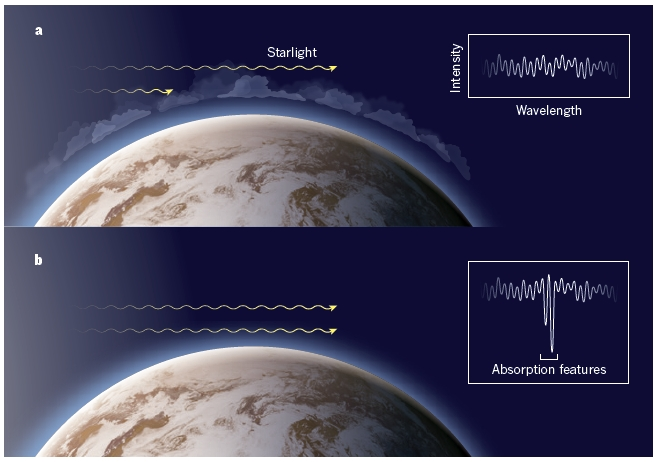 a
Starlight
Intensity
Wavelength
b
Absorption features